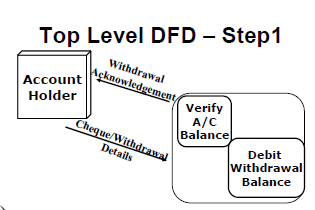 Top Level DFD – Step1
Account
Holder
Withdrawal
Acknowledgement
Cheque/Withdrawal
Details
Verify
A/C
Balance
Debit
Withdrawal
Balance